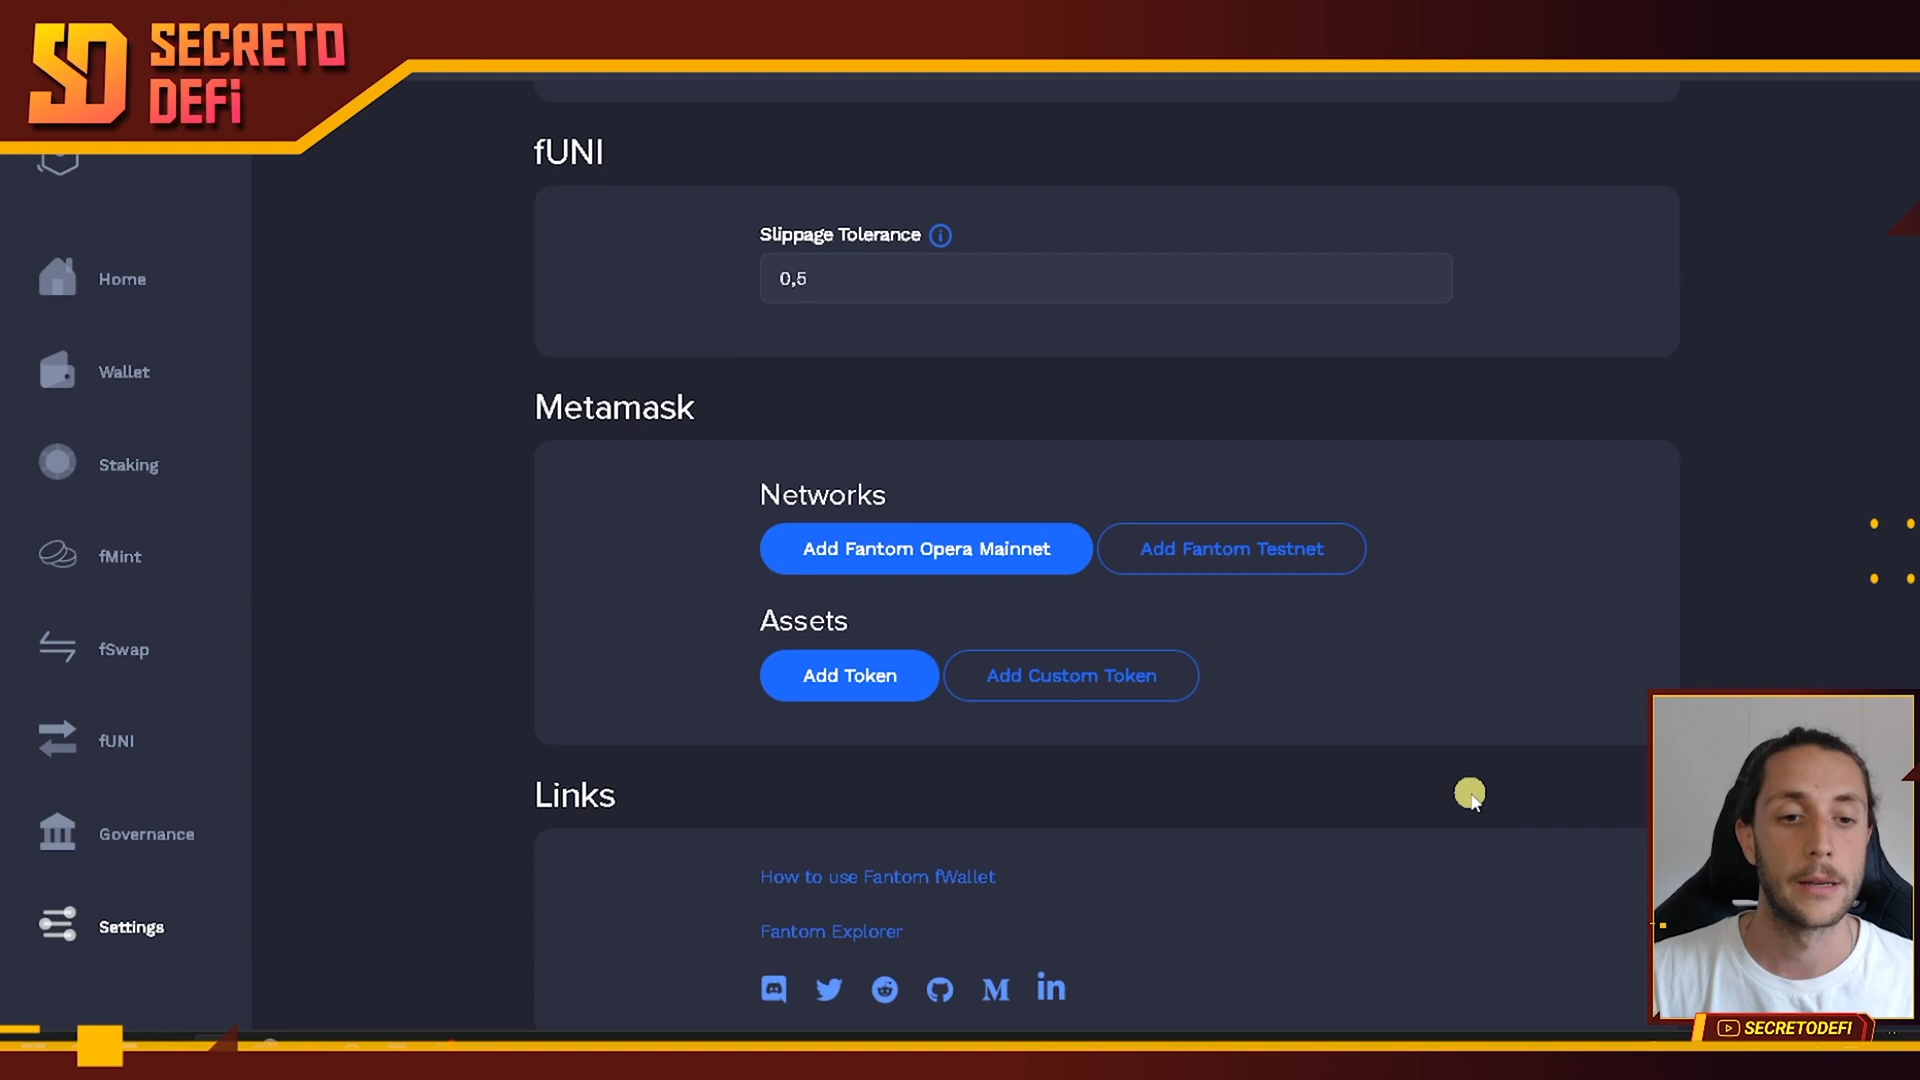 SECRETO
DEFi
fUNI
Slippage Tolerance
0,5
Home
Wallet
Metamask
Staking
Networks
Add Fantom Opera Mainnet
Add Fantom Testnet
fMint
Assets
fSwap
Add Token
Add Custom Token
fUNI
Links
Governance
How to use Fantom fWallet
Settings
Fantom Explorer
SECRETODEFI